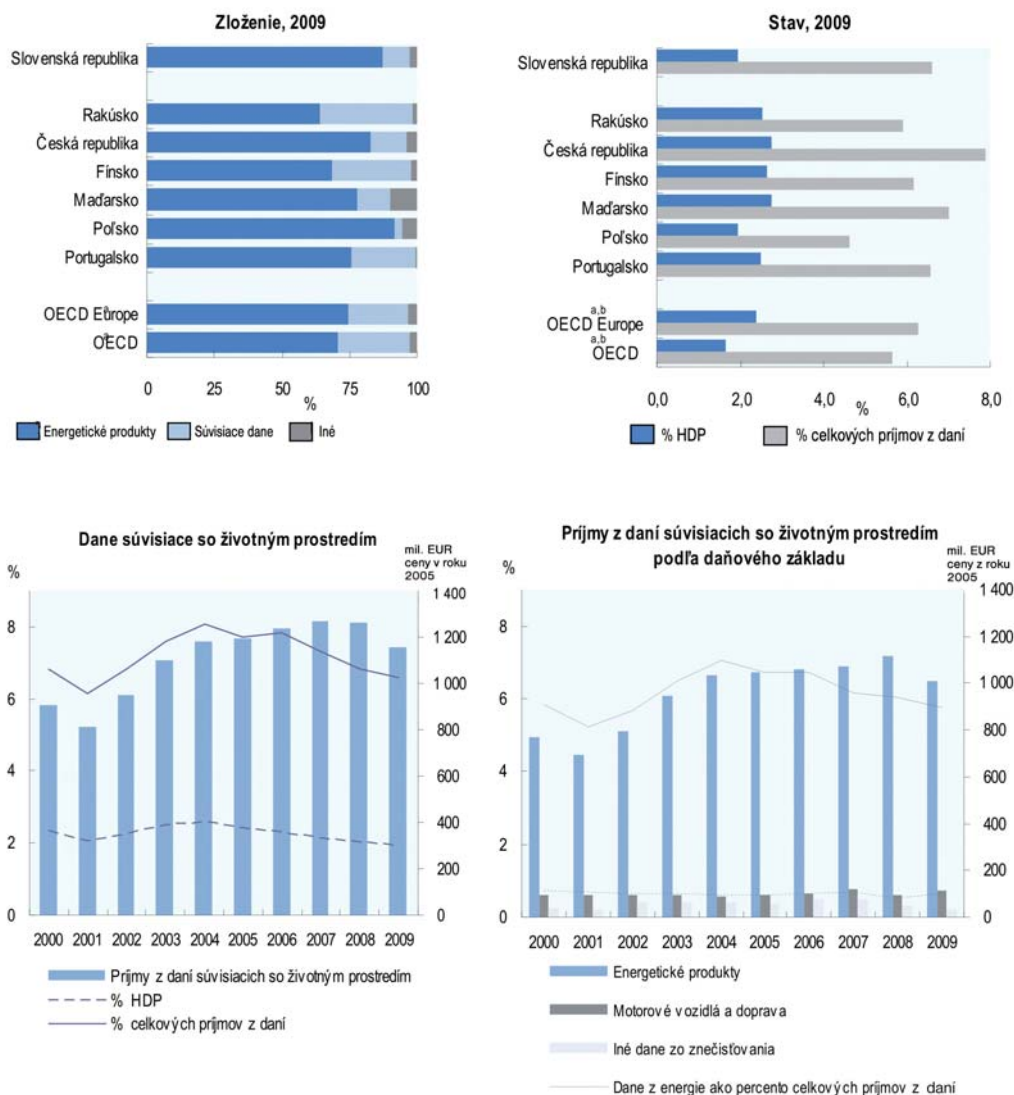 Zloženie, 2009
Slovenská republika
Rakúsko
Česká republika
Fínsko
Maďarsko
Poľsko
Portugalsko
OECD Europe
OECD
0 25 50 75 100
%
Energetické produkty Súvisiace dane Iné
Stav, 2009
Slovenská republika
Rakúsko
Česká republika
Fínsko
Maďarsko
Poľsko
Portugalsko
a,b
OECD Europe
a,b
OECD
0,0 2,0 4,0 6,0 8,0
%
% HDP % celkových príjmov z daní
Dane súvisiace so životným prostredím
%
mil. EUR
ceny v roku
2005
8
6
4
2
0
1 400
1 200
1 000
800
600
400
200
0
2000 2001 2002 2003 2004 2005 2006 2007 2008 2009
Príjmy z daní súvisiacich so životným prostredím
% HDP
% celkových príjmov z daní
Príjmy z daní súvisiacich so životným prostredím
podľa daňového základu
%
mil. EUR
ceny z roku
2005
8
6
4
2
0
1 400
1 200
1 000
800
600
400
200
0
2000 2001 2002 2003 2004 2005 2006 2007 2008 2009
Energetické produkty
Motorové vozidlá a doprava
Iné dane zo znečisťovania
Dane z energie ako percento celkových príjmov z daní